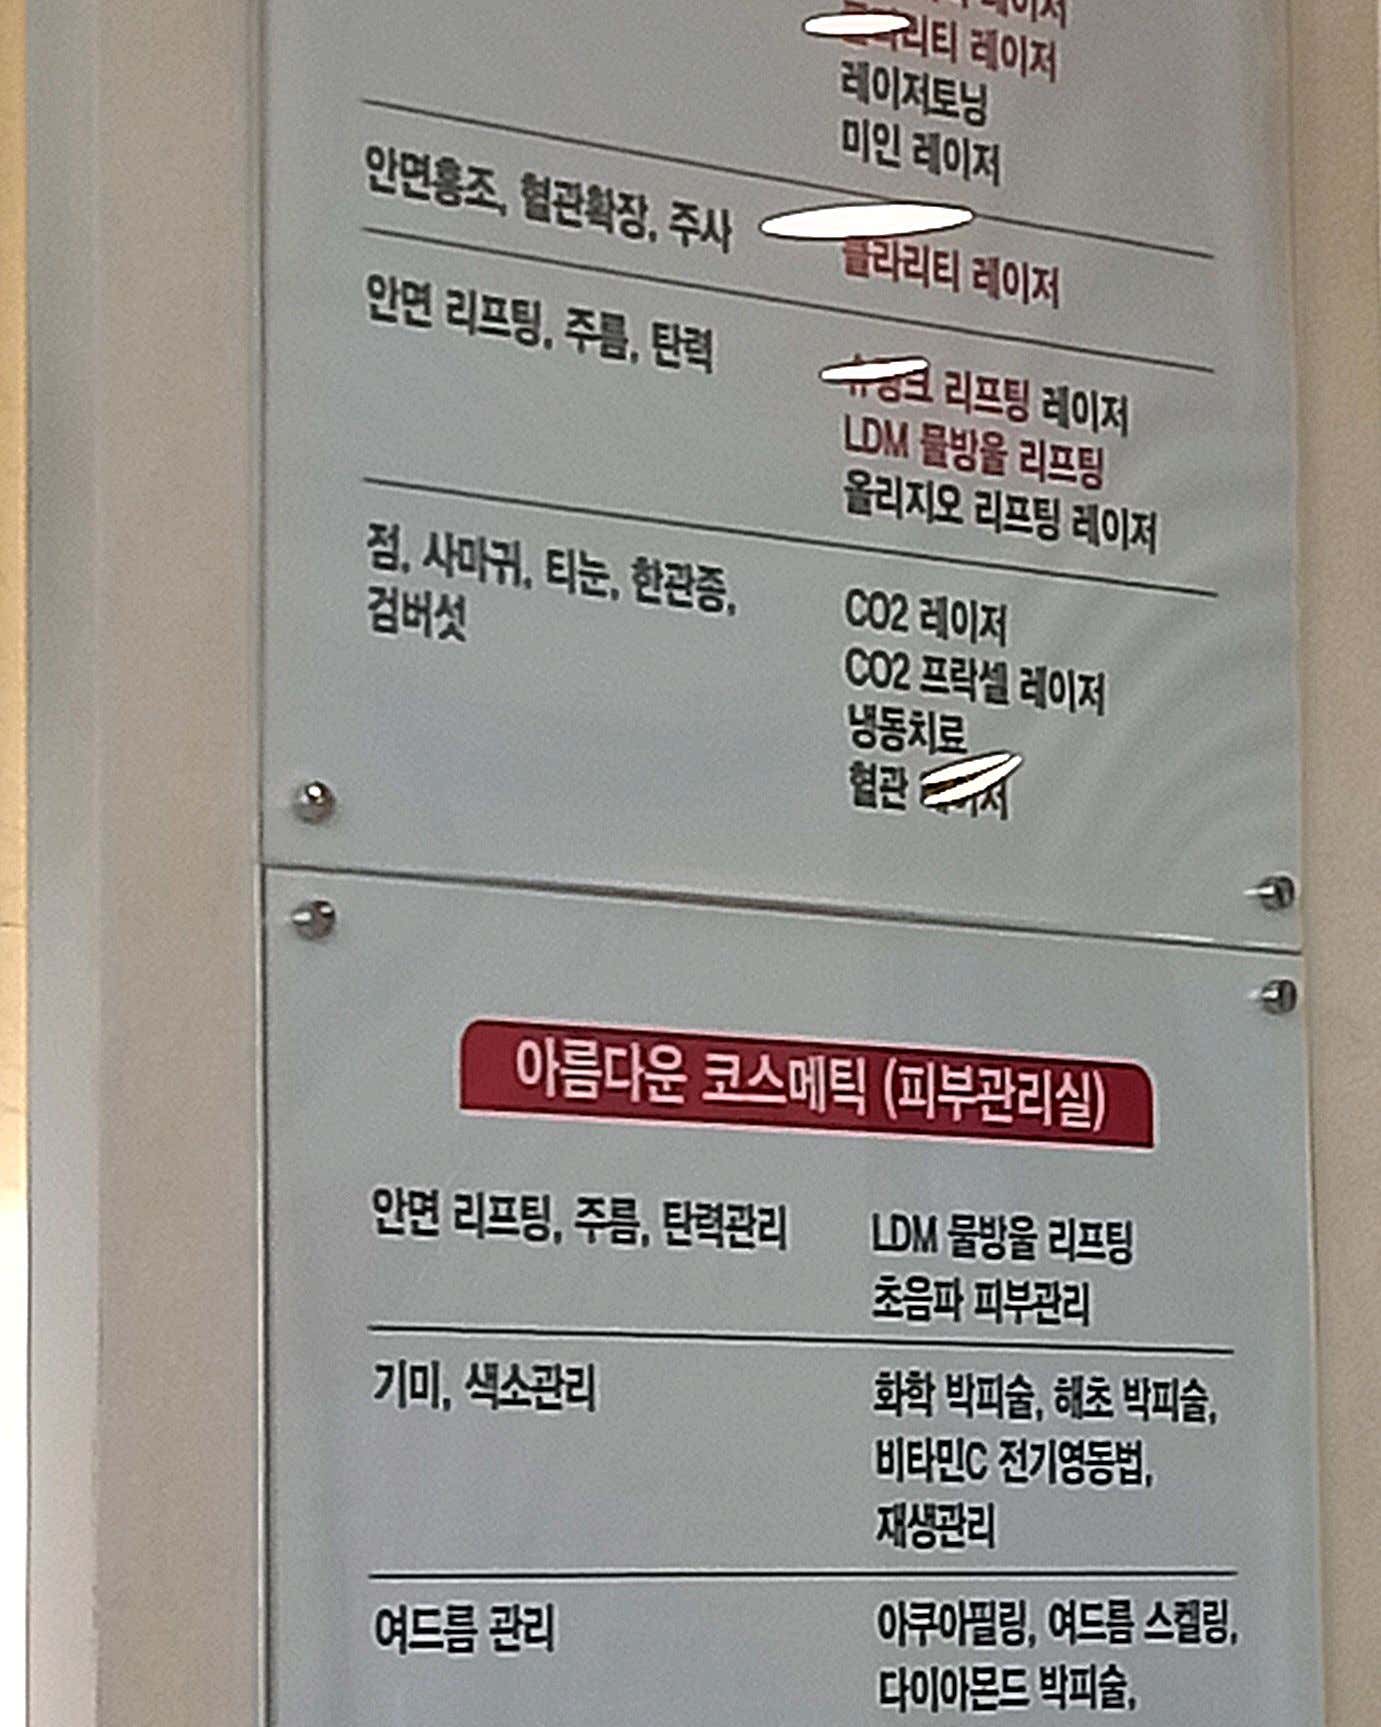 레이저
레이저
레이저토닝
미인 레이저
안면홍조, 혈관확장, 주사
클라리티 레이저
안면 리프팅, 주름, 탄력
리프팅 레이저
LDM 물방울 리프팅
올리지오 리프팅 레이저
점, 사마귀, 티눈, 한관증,
검버섯
CO2 레이저
CO2 프락셀 레이저
냉동치료
혈관
아름다운 코스메틱 (피부관리실)
안면 리프팅, 주름, 탄력관리
LDM 물방울 리프팅
초음파 피부관리
기미, 색소관리
화학 박피술, 해초 박피술,
비타민C 전기영동법,
재생관리
여드름 관리
아쿠아필링, 여드름 스켈링,
다이아몬드 박피술,